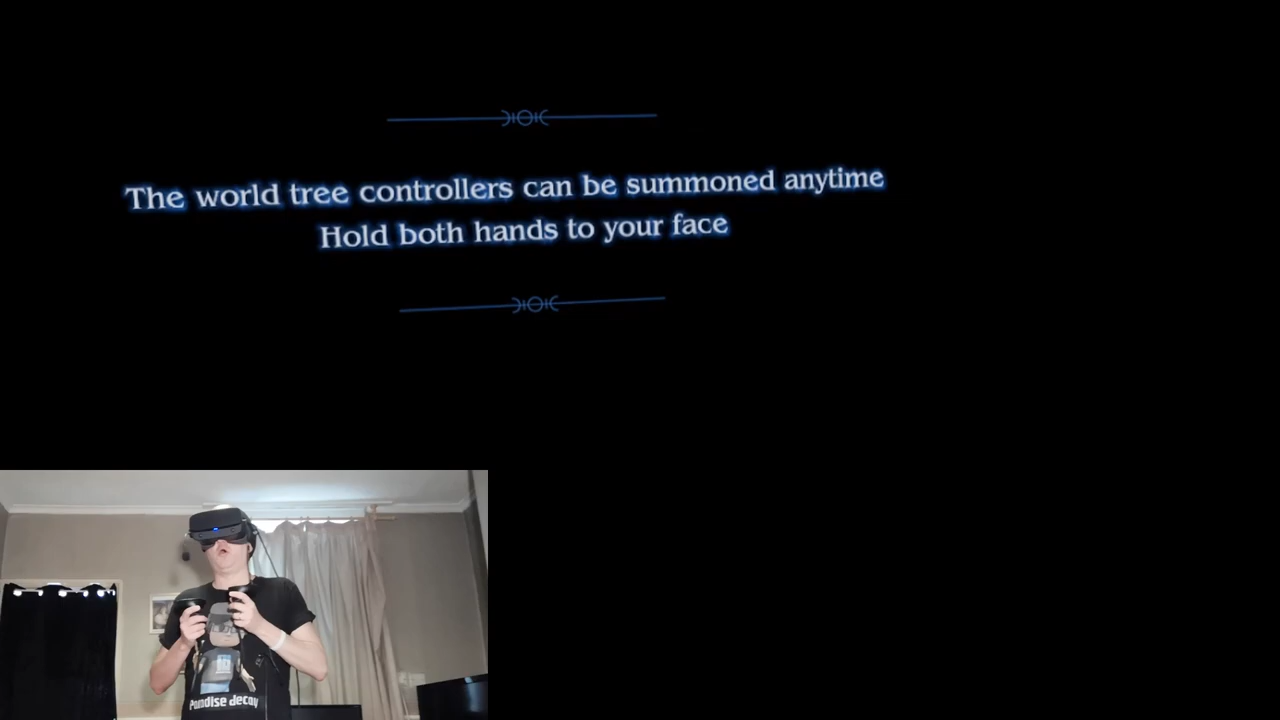 The world tree controllers can be summoned anytime
Hold both hands to your face
Paradise decay